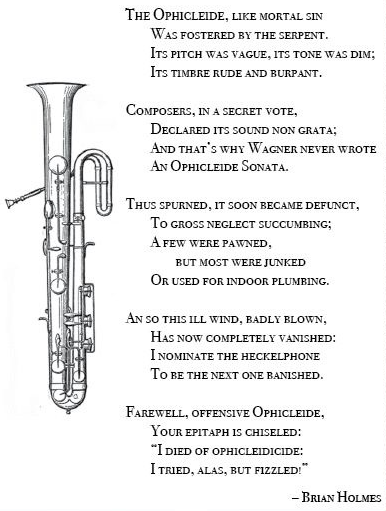 The Ophicleide, like mortal sin
Was fostered by the serpent.
Its pitch was vague, its tone was dim;
Its timbre rude and burpant.
Composers, in a secret vote,
Declared its sound non grata;
And that's why Wagner never wrote
An Ophicleide Sonata.
Thus spurned, it soon became defunct,
To gross neglect succumbing;
A few were pawned,
but most were junked
Or used for indoor plumbing.
An so this ill wind, badly blown,
Has now completely vanished:
I nominate the heckelphone
To be the next one banished.
Farewell, offensive Ophicleide,
Your epitaph is chiseled:
"I died of ophicleidicide:
I tried, alas, but fizzled!"
– Brian Holmes